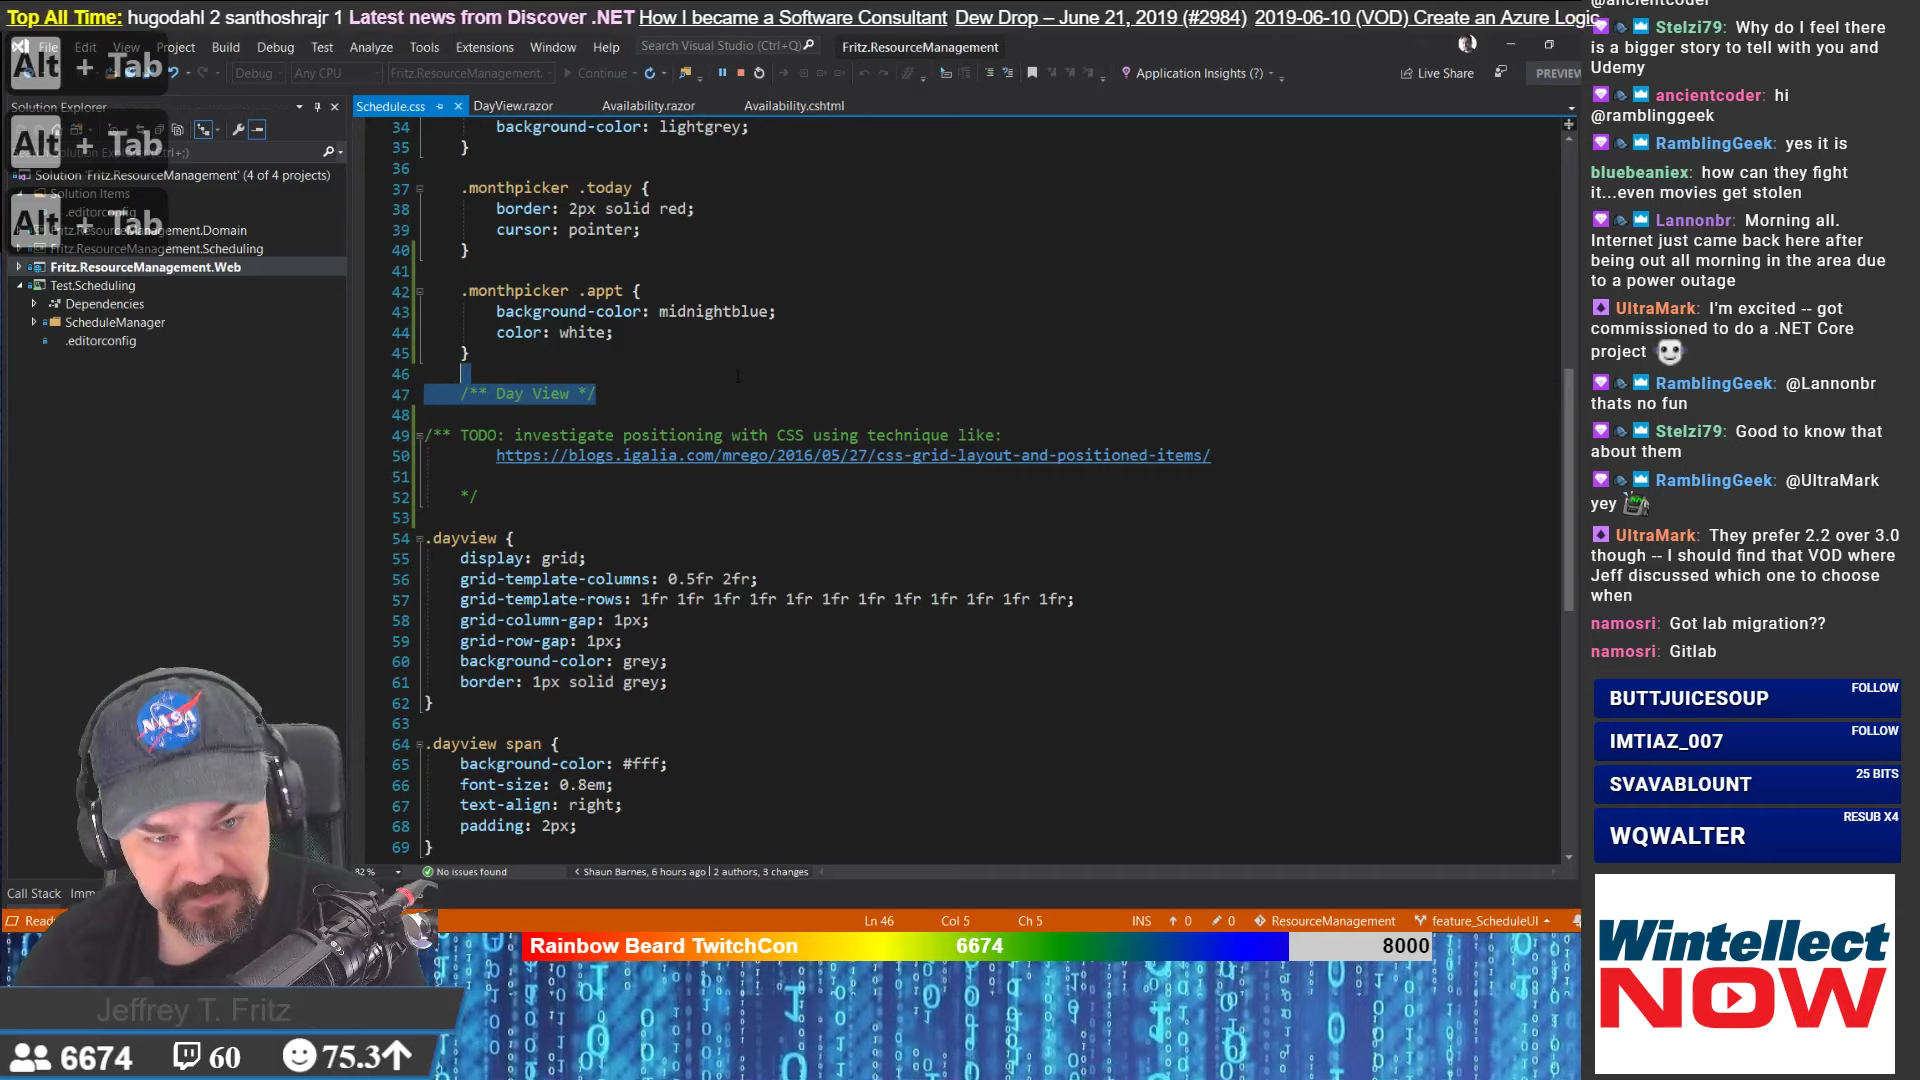 Top All Time: hugodahl 2 santhoshrajr 1 Latest news from Discover .NET How I became a Software Consultant Dew Drop – June 21, 2019 (#2984) 2019-06-10 (VOD) Create an Azure Logic
File Edit View Project Build Debug Test Analyze Tools Extensions Window Help Search Visual Studio (Ctrl+Q) Fritz.ResourceManagement
Alt + Tab
Debug Any CPU Fritz.ResourceManagement. Continue Application Insights (?) Live Share PREVIEW
Solution Explorer
Alt + Tab
Solution 'Fritz.ResourceManagement' (4 of 4 projects)
Solution Items
.editorconfig
Alt + Tab
Fritz.ResourceManagement.Domain
Fritz.ResourceManagement.Scheduling
Fritz.ResourceManagement.Web
Test.Scheduling
Dependencies
ScheduleManager
.editorconfig
Schedule.css DayView.razor Availability.razor Availability.cshtml
34 background-color: lightgrey;
35 }
36
37 .monthpicker .today {
38 border: 2px solid red;
39 cursor: pointer;
40 }
41
42 .monthpicker .appt {
43 background-color: midnightblue;
44 color: white;
45 }
46
47 /** Day View */
48
49 /** TODO: investigate positioning with CSS using technique like:
50 https://blogs.igalia.com/mrego/2016/05/27/css-grid-layout-and-positioned-items/
51
52 */
53
54 .dayview {
55 display: grid;
56 grid-template-columns: 0.5fr 2fr;
57 grid-template-rows: 1fr 1fr 1fr 1fr 1fr 1fr 1fr 1fr 1fr 1fr 1fr 1fr;
58 grid-column-gap: 1px;
59 grid-row-gap: 1px;
60 background-color: grey;
61 border: 1px solid grey;
62 }
63
64 .dayview span {
65 background-color: #fff;
66 font-size: 0.8em;
67 text-align: right;
68 padding: 2px;
69 }
82 % No issues found < Shaun Barnes, 6 hours ago | 2 authors, 3 changes
Call Stack Imm
Read Ln 46 Col 5 Ch 5 INS 0 0 ResourceManagement feature_ScheduleUI
Rainbow Beard TwitchCon 6674 8000
NASA
Jeffrey T. Fritz
6674 60 75.3
@ancientcoder
Stelzi79: Why do I feel there
is a bigger story to tell with you and
Udemy
ancientcoder: hi
@ramblinggeek
RamblingGeek: yes it is
bluebeaniex: how can they fight
it...even movies get stolen
Lannonbr: Morning all.
Internet just came back here after
being out all morning in the area due
to a power outage
UltraMark: I'm excited -- got
commissioned to do a .NET Core
project
RamblingGeek: @Lannonbr
thats no fun
Stelzi79: Good to know that
about them
RamblingGeek: @UltraMark
yey
UltraMark: They prefer 2.2 over 3.0
though -- I should find that VOD where
Jeff discussed which one to choose
when
namosri: Got lab migration??
namosri: Gitlab
BUTTJUICESOUP FOLLOW
IMTIAZ_007 FOLLOW
SVAVABLOUNT 25 BITS
WQWALTER RESUB X4
Wintellect
NOW